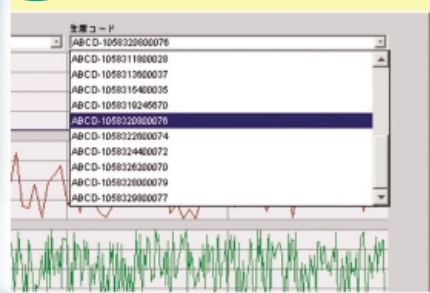 生産コード
ABCD-1058320800076
ABCD-1058311800028
ABCD-1058313600037
ABCD-1058315400035
ABCD-1058319245670
ABCD-1058320800076
ABCD-1058322600074
ABCD-1058324400072
ABCD-1058326200070
ABCD-1058328000079
ABCD-1058329800077